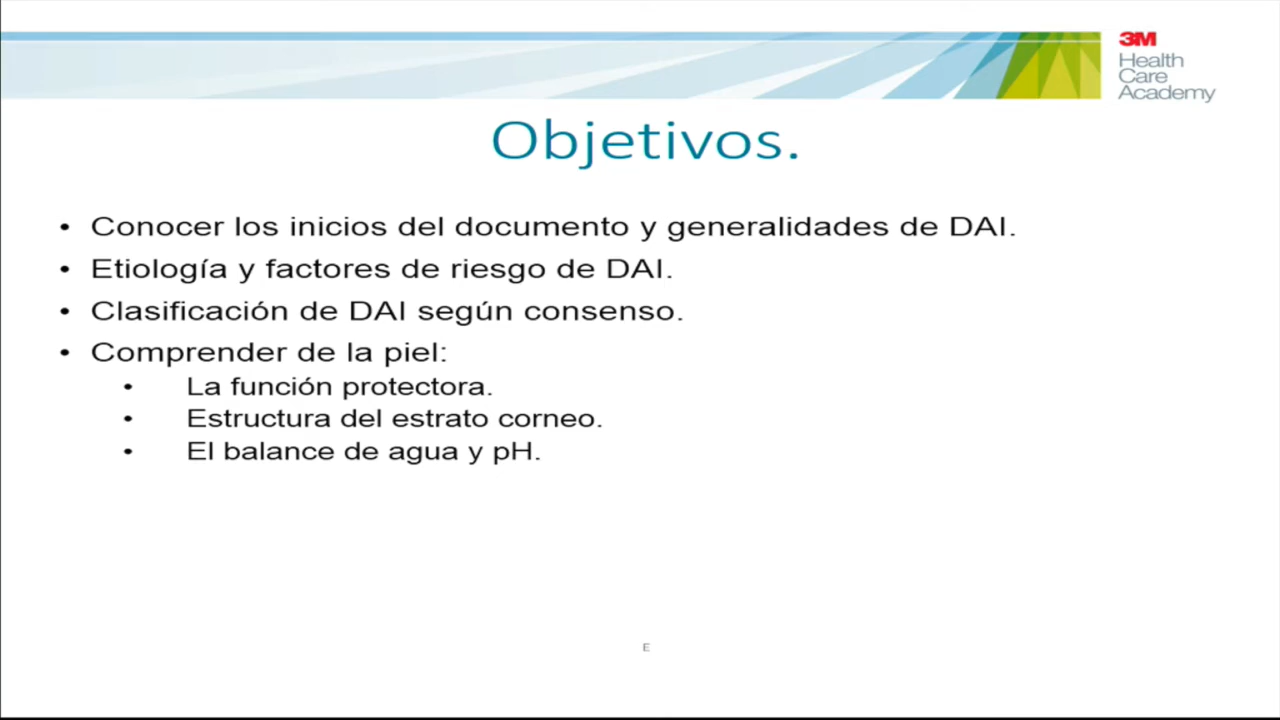 3M
Health
Care
Academy
Objetivos.
• Conocer los inicios del documento y generalidades de DAI.
• Etiología y factores de riesgo de DAI.
• Clasificación de DAI según consenso.
• Comprender de la piel:
• La función protectora.
• Estructura del estrato corneo.
• El balance de agua y pH.
E